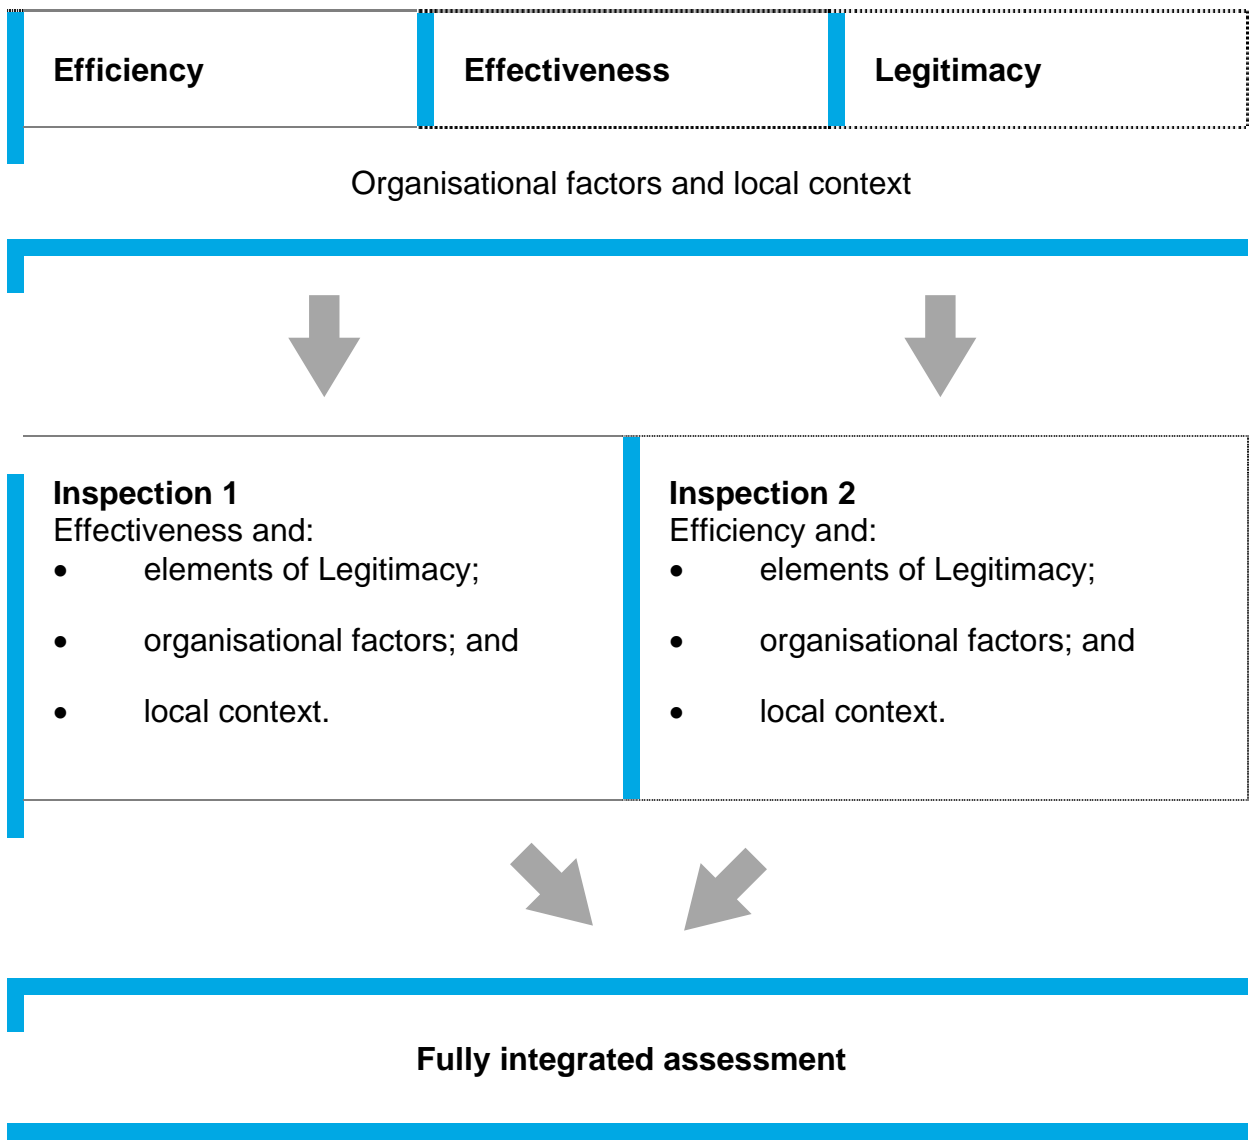 Efficiency
Effectiveness
Legitimacy
Organisational factors and local context
Inspection 1
Effectiveness and:
• elements of Legitimacy;
• organisational factors; and
• local context.
Inspection 2
Efficiency and:
• elements of Legitimacy;
• organisational factors; and
• local context.
Fully integrated assessment